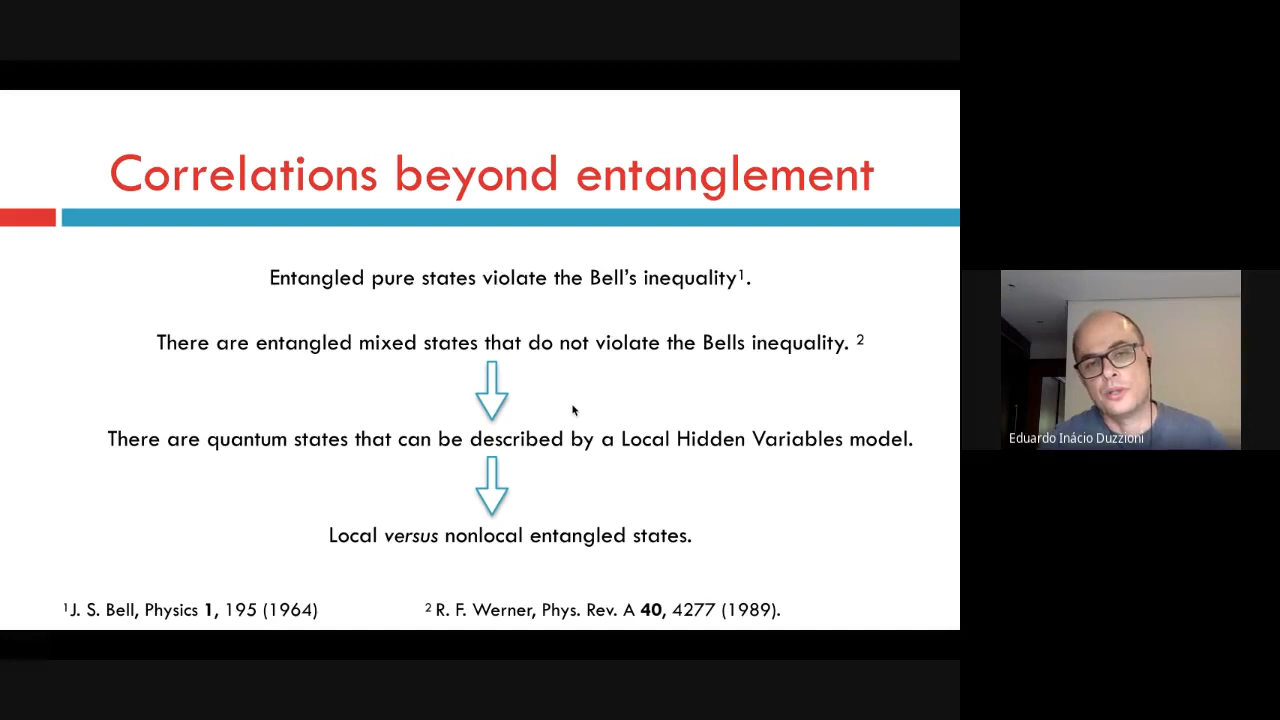 Correlations beyond entanglement
Entangled pure states violate the Bell’s inequality¹.
There are entangled mixed states that do not violate the Bells inequality. ²
There are quantum states that can be described by a Local Hidden Variables model.
Local versus nonlocal entangled states.
¹J. S. Bell, Physics 1, 195 (1964)
² R. F. Werner, Phys. Rev. A 40, 4277 (1989).
Eduardo Inácio Duzzioni